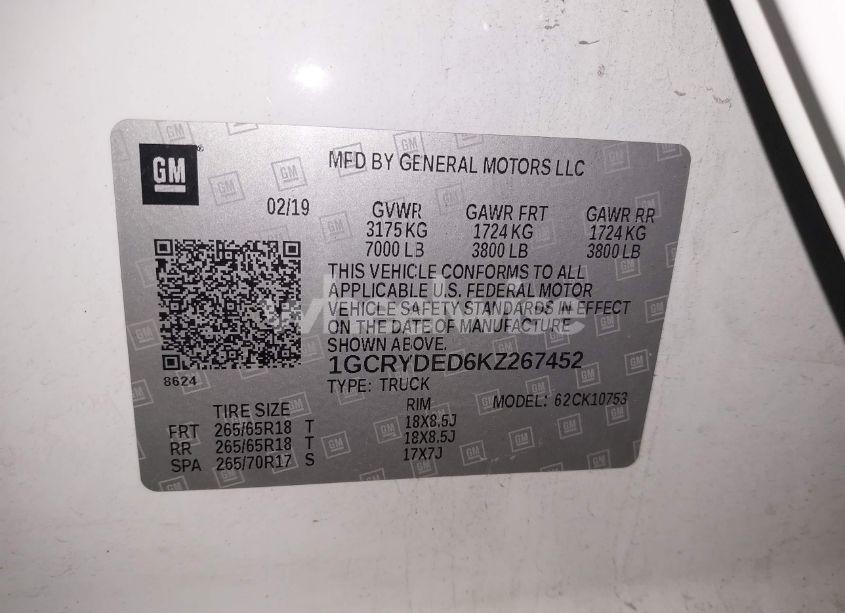 GM
MFD BY GENERAL MOTORS LLC
02/19 GVWR GAWR FRT GAWR RR
3175 KG 1724 KG 1724 KG
7000 LB 3800 LB 3800 LB
THIS VEHICLE CONFORMS TO ALL
APPLICABLE U.S. FEDERAL MOTOR
VEHICLE SAFETY STANDARDS IN EFFECT
ON THE DATE OF MANUFACTURE
SHOWN ABOVE.
1GCRYDED6KZ267452
8624
TYPE: TRUCK
TIRE SIZE RIM MODEL: 62CK10753
FRT 265/65R18 T 18X8.5J
RR 265/65R18 T 18X8.5J
SPA 265/70R17 S 17X7J